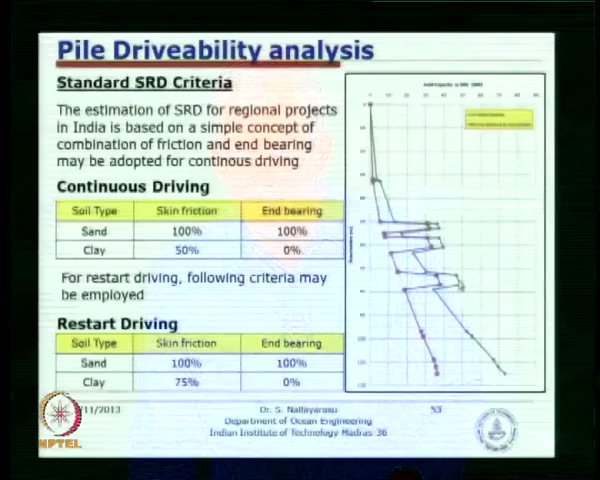 Pile Driveability analysis
Standard SRD Criteria
The estimation of SRD for regional projects
in India is based on a simple concept of
combination of friction and end bearing
may be adopted for continous driving
Continuous Driving
Soil Type Skin friction End bearing
Sand 100% 100%
Clay 50% 0%
For restart driving, following criteria may
be employed
Restart Driving
Soil Type Skin friction End bearing
Sand 100% 100%
Clay 75% 0%
/11/2013
Dr. S. Nallayarasu
53
Department of Ocean Engineering
Indian Institute of Technology Madras-36
NPTEL